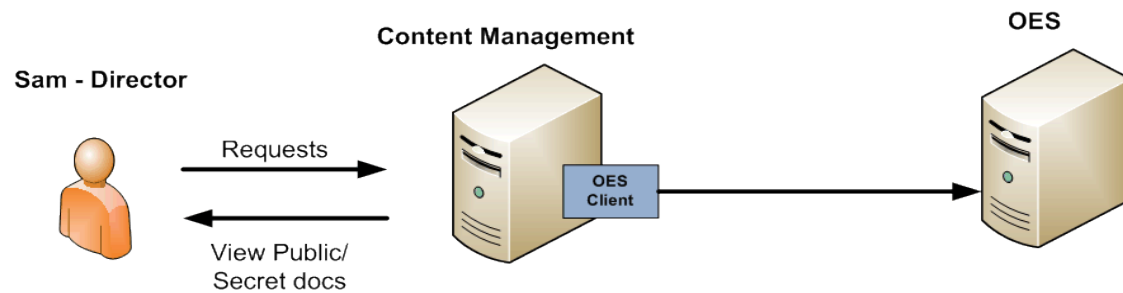 Sam - Director
Requests
View Public/
Secret docs
Content Management
OES
Client
OES